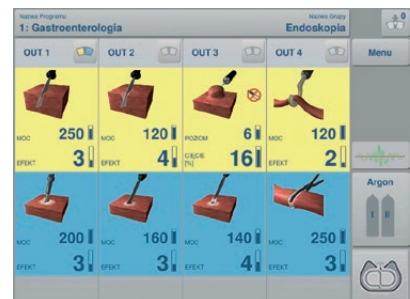 Nazwa Programu Nazwa Grupy
1: Gastroenterologia Endoskopia
OUT 1 OUT 2 OUT 3 OUT 4 Menu
MOC 250 MOC 120 POZIOM 6 MOC 120
EFEKT 3 EFEKT 4 CIĘCIE [%] 16 EFEKT 2
Argon
I II
MOC 200 MOC 160 MOC 140 MOC 250
EFEKT 3 EFEKT 3 EFEKT 4 EFEKT 3